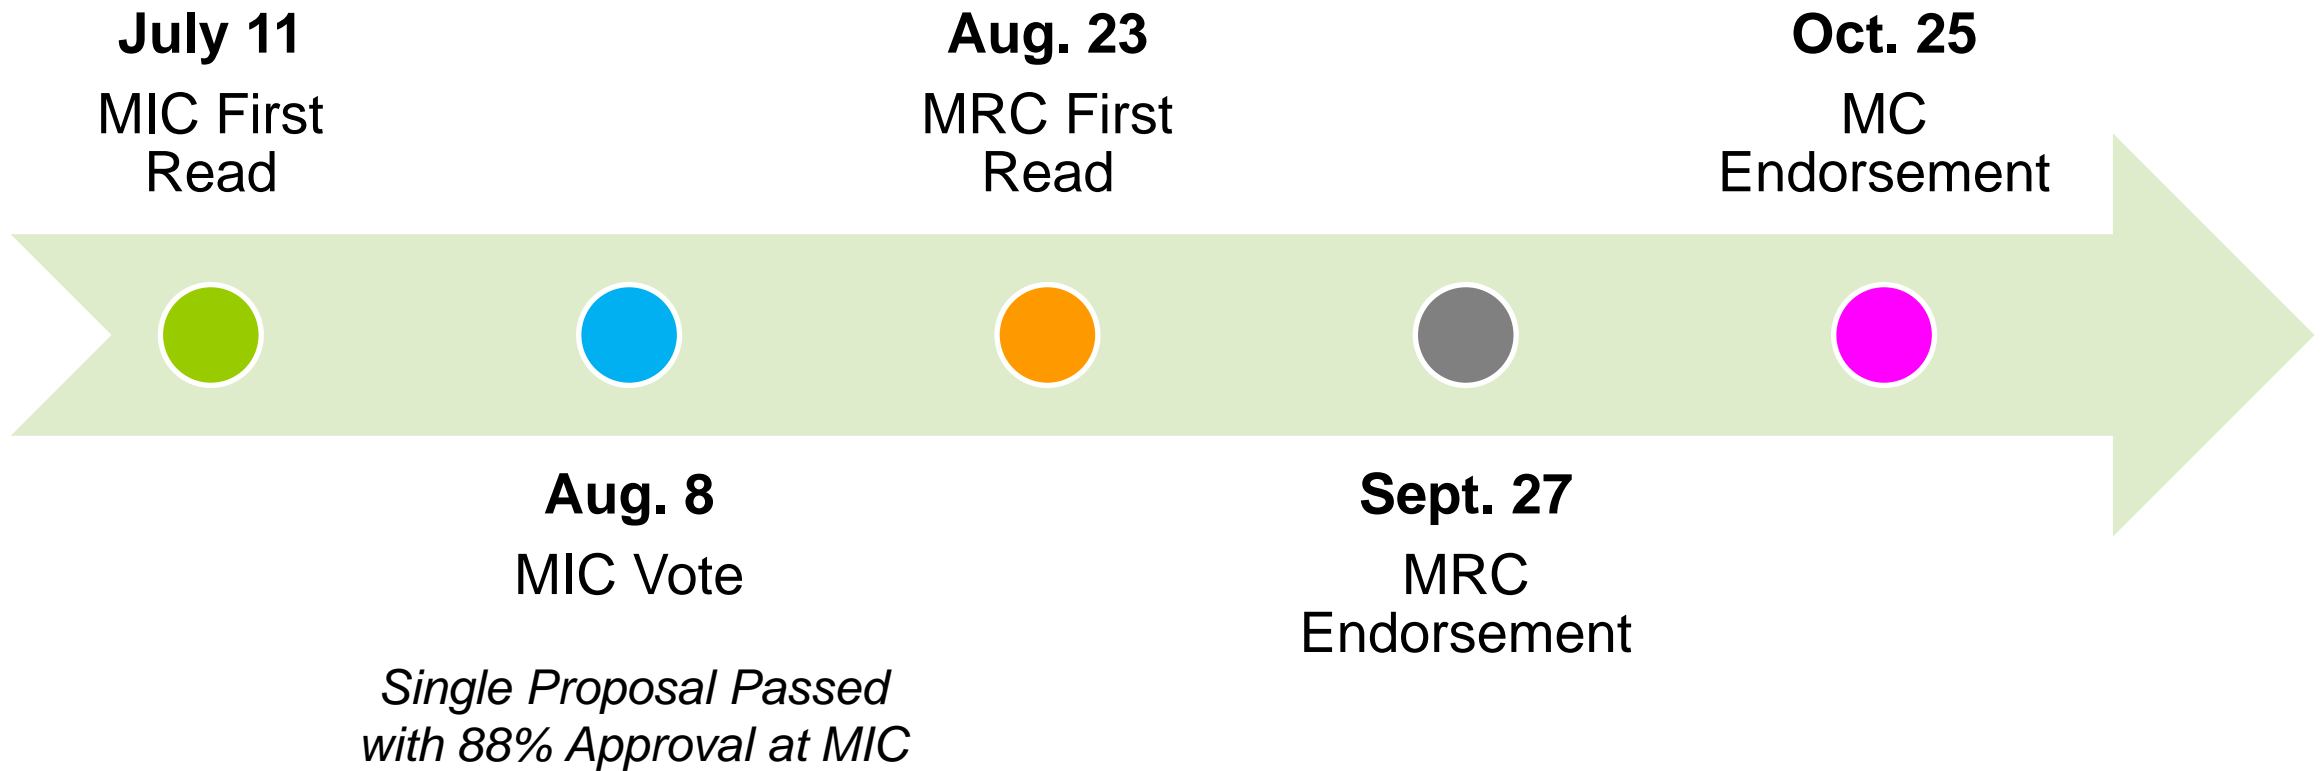 July 11
MIC First
Read
Aug. 23
MRC First
Read
Oct. 25
MC
Endorsement
Aug. 8
MIC Vote
Single Proposal Passed
with 88% Approval at MIC
Sept. 27
MRC
Endorsement